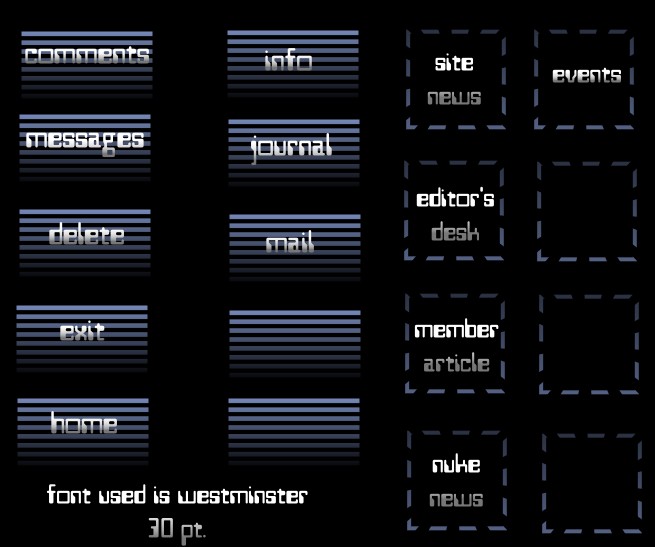 comments
info
messages
journal
delete
mail
exit
home
site
news
events
editor's
desk
member
article
nuke
news
font used is westminster
30 pt.